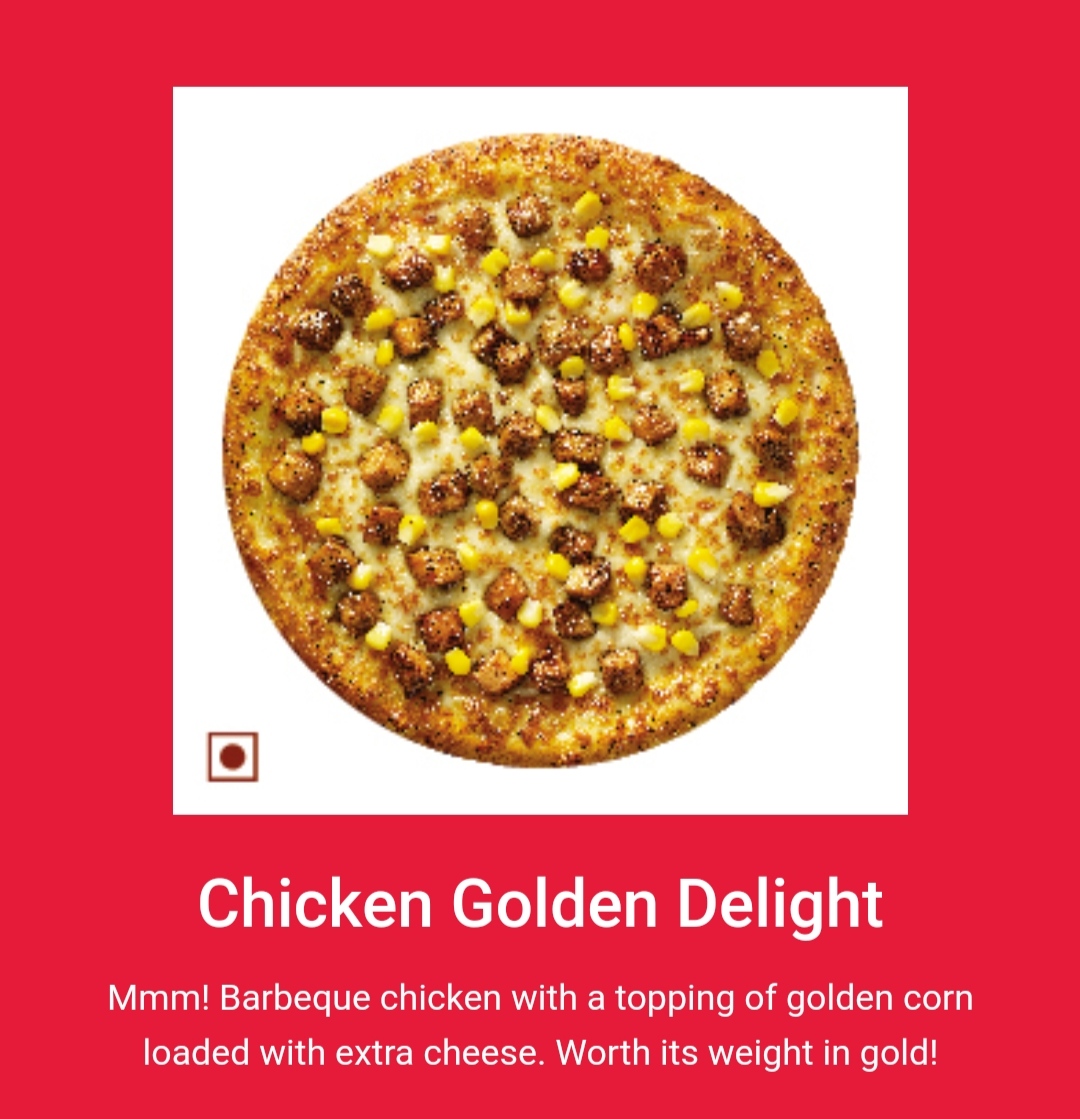 Chicken Golden Delight
Mmm! Barbeque chicken with a topping of golden corn
loaded with extra cheese. Worth its weight in gold!